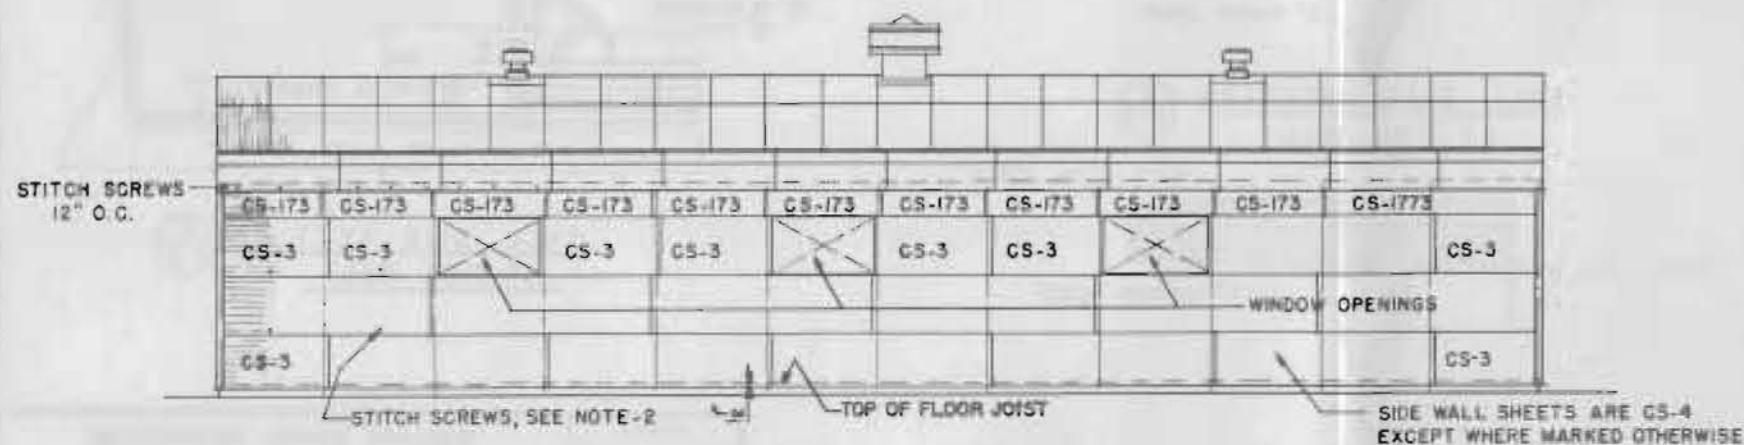 STITCH SCREWS
12" O.C.
CS-173 CS-173 CS-173 CS-173 CS-173 CS-173 CS-173 CS-173 CS-173 CS-173 CS-1773
CS-3 CS-3 CS-3 CS-3 CS-3 CS-3 CS-3
WINDOW OPENINGS
CS-3 CS-3
STITCH SCREWS, SEE NOTE-2
TOP OF FLOOR JOIST
SIDE WALL SHEETS ARE CS-4
EXCEPT WHERE MARKED OTHERWISE